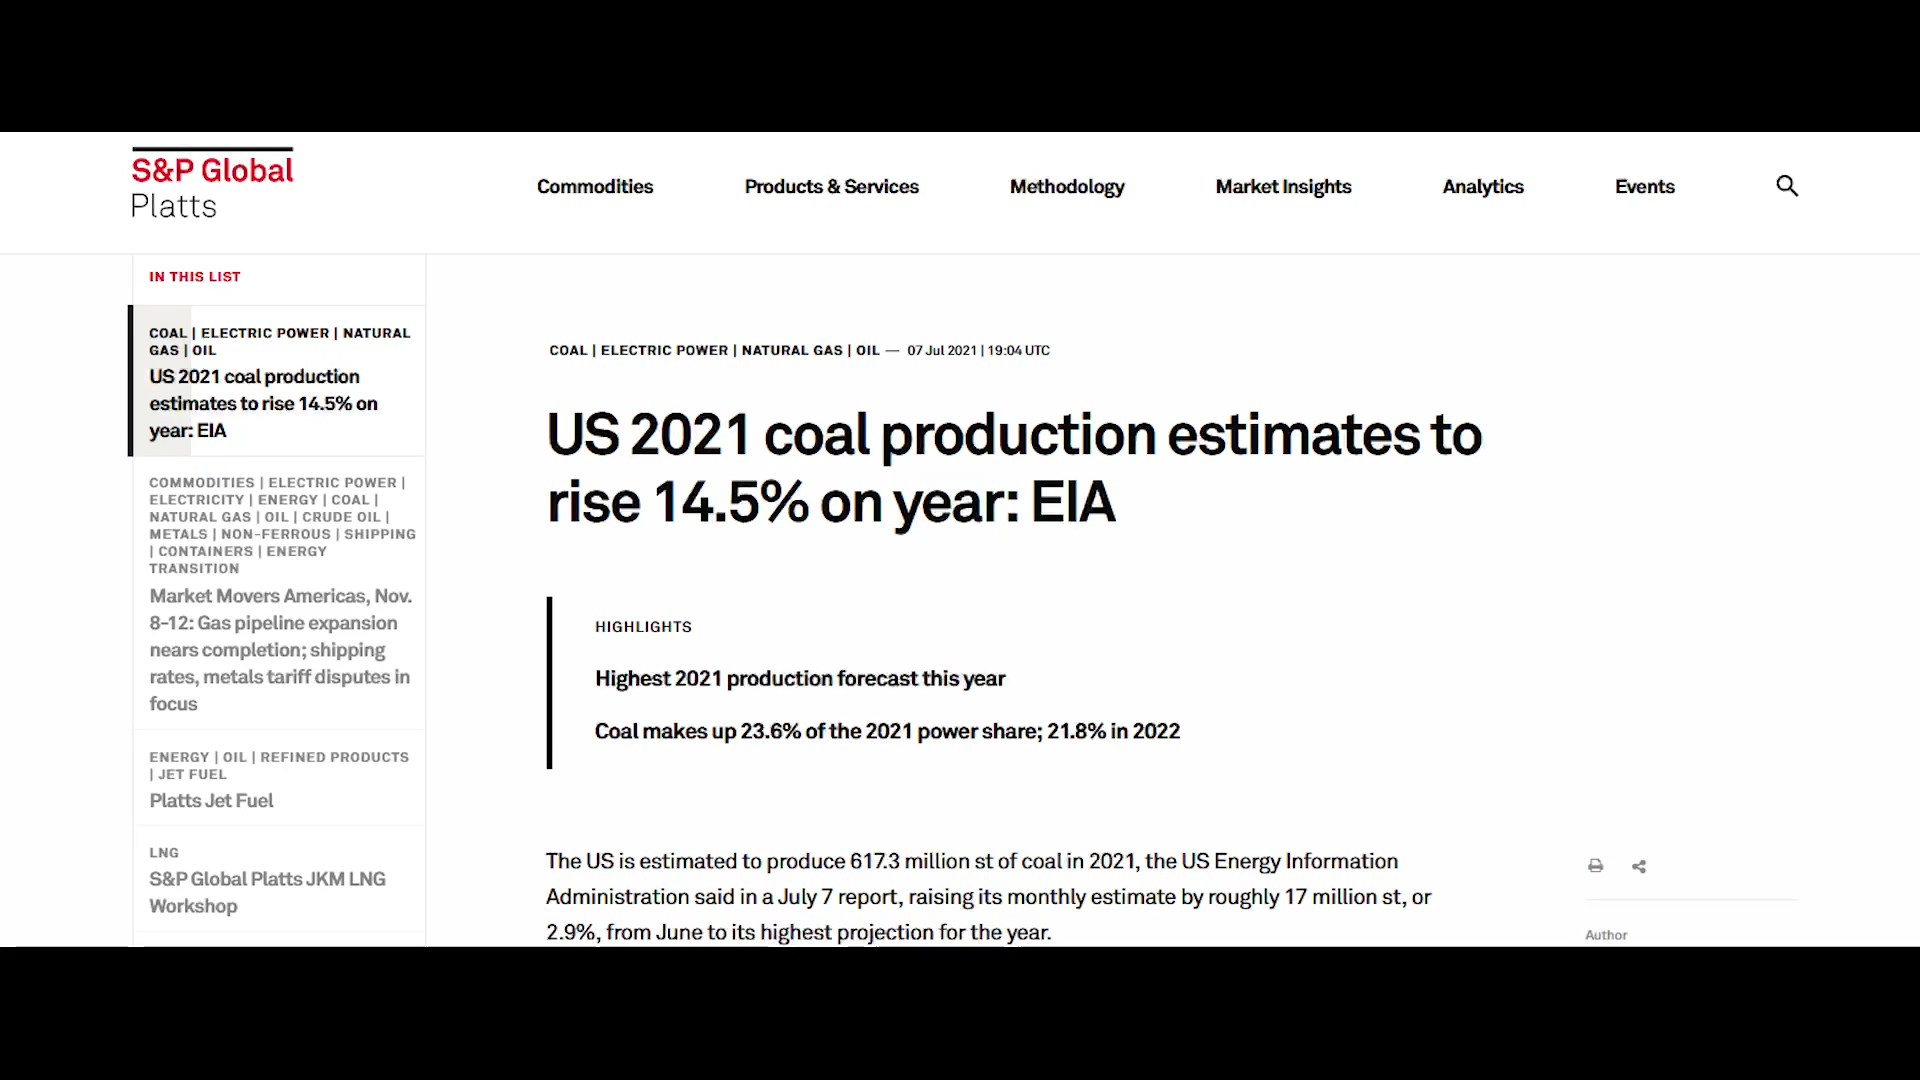 S&P Global
Platts
Commodities
Products & Services
Methodology
Market Insights
Analytics
Events
IN THIS LIST
COAL | ELECTRIC POWER | NATURAL
GAS | OIL
US 2021 coal production
estimates to rise 14.5% on
year: EIA
COMMODITIES | ELECTRIC POWER |
ELECTRICITY | ENERGY | COAL |
NATURAL GAS | OIL | CRUDE OIL |
METALS | NON-FERROUS | SHIPPING
| CONTAINERS | ENERGY
TRANSITION
Market Movers Americas, Nov.
8-12: Gas pipeline expansion
nears completion; shipping
rates, metals tariff disputes in
focus
ENERGY | OIL | REFINED PRODUCTS
| JET FUEL
Platts Jet Fuel
LNG
S&P Global Platts JKM LNG
Workshop
COAL | ELECTRIC POWER | NATURAL GAS | OIL — 07 Jul 2021 | 19:04 UTC
US 2021 coal production estimates to
rise 14.5% on year: EIA
HIGHLIGHTS
Highest 2021 production forecast this year
Coal makes up 23.6% of the 2021 power share; 21.8% in 2022
The US is estimated to produce 617.3 million st of coal in 2021, the US Energy Information
Administration said in a July 7 report, raising its monthly estimate by roughly 17 million st, or
2.9%, from June to its highest projection for the year.
Author